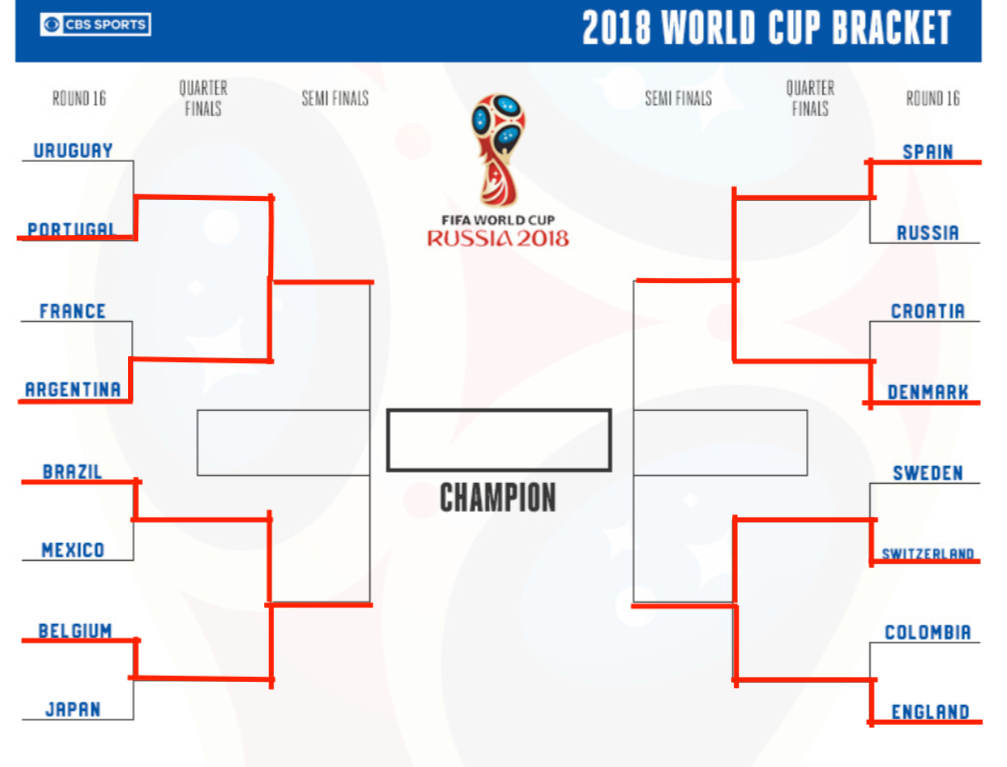 CBS SPORTS
2018 WORLD CUP BRACKET
ROUND 16
QUARTER
FINALS
SEMI FINALS
SEMI FINALS
QUARTER
FINALS
ROUND 16
URUGUAY
PORTUGAL
FRANCE
ARGENTINA
BRAZIL
MEXICO
BELGIUM
JAPAN
FIFA WORLD CUP
RUSSIA 2018
CHAMPION
SPAIN
RUSSIA
CROATIA
DENMARK
SWEDEN
SWITZERLAND
COLOMBIA
ENGLAND